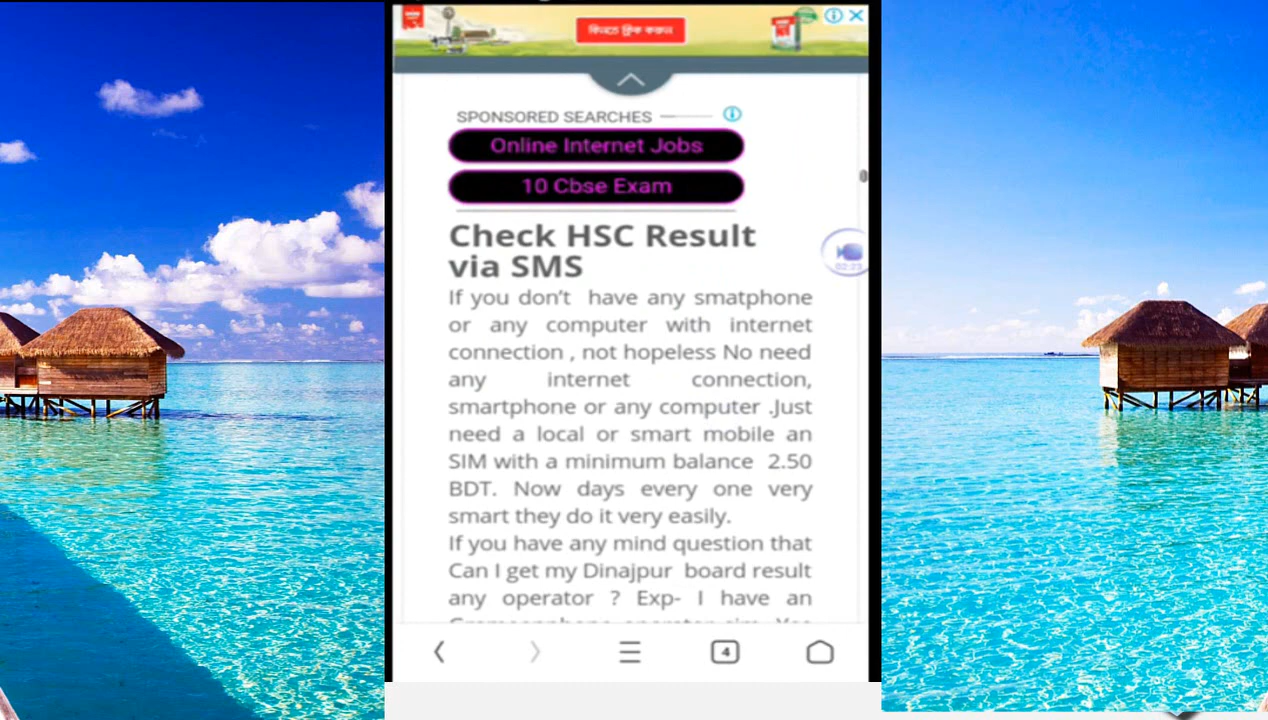 কিনতে ক্লিক করুন
SPONSORED SEARCHES
Online Internet Jobs
10 Cbse Exam
Check HSC Result
via SMS
If you don't have any smatphone
or any computer with internet
connection , not hopeless No need
any internet connection,
smartphone or any computer .Just
need a local or smart mobile an
SIM with a minimum balance 2.50
BDT. Now days every one very
smart they do it very easily.
If you have any mind question that
Can I get my Dinajpur board result
any operator ? Exp- I have an
02:23
4